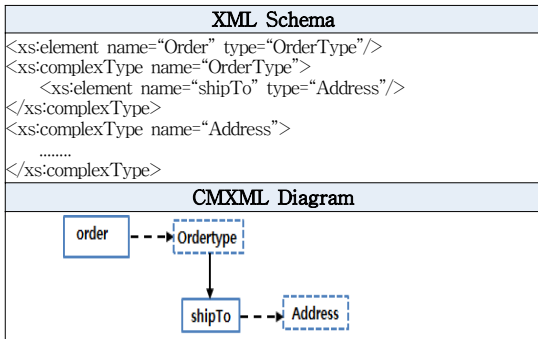 XML Schema
<xs:element name=“Order” type=“OrderType”/>
<xs:complexType name=“OrderType”>
<xs:element name=“shipTo” type=“Address”/>
</xs:complexType>
<xs:complexType name=“Address”>
........
</xs:complexType>
CMXML Diagram
order
Ordertype
shipTo
Address